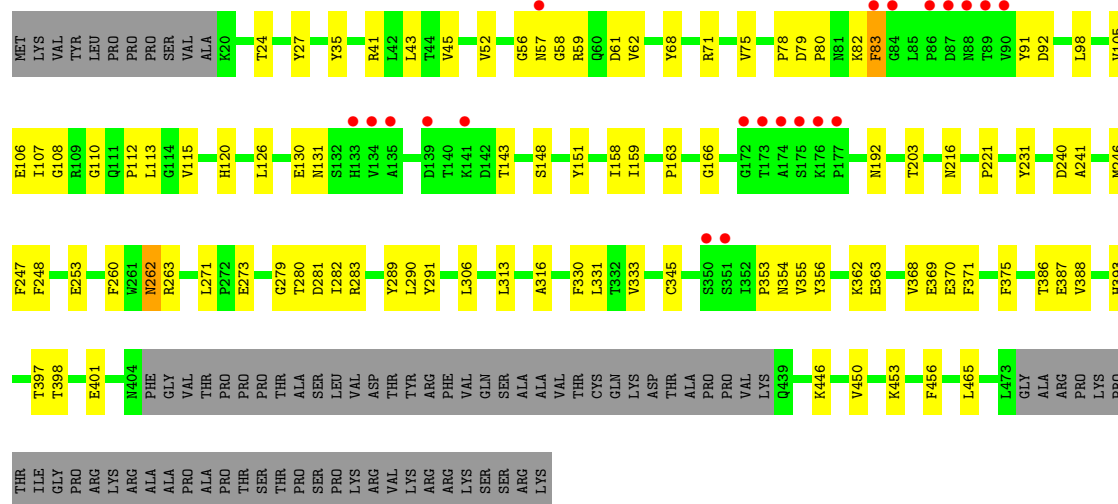 MET LYS VAL TYR LEU PRO PRO PRO SER VAL ALA K20 T24 Y27 Y35 R41 L42 L43 T44 V45 V52 G56 N57 G58 R59 Q60 D61 V62 Y68 R71 V75 P78 D79 P80 N81 K82 F83 G84 L85 P86 D87 N88 T89 V90 Y91 D92 L98 V105
E106 I107 G108 R109 G110 Q111 P112 L113 G114 V115 H120 L126 E130 N131 S132 H133 V134 A135 D139 T140 K141 D142 T143 S148 Y151 I158 I159 P163 G166 G172 T173 A174 S175 K176 P177 N192 T203 N216 P221 Y231 D240 A241 M246
F247 F248 E253 F260 W261 N262 R263 L271 P272 E273 G279 T280 D281 I282 R283 Y289 L290 Y291 L306 L313 A316 F330 L331 T332 V333 C345 S350 S351 I352 P353 N354 V355 Y356 K362 E363 V368 E369 E370 F371 F375 T386 E387 V388 H393
T397 T398 E401 N404 PHE GLY VAL THR PRO PRO PRO THR ALA SER LEU VAL ASP THR TYR ARG PHE VAL GLN SER ALA ALA VAL THR CYS GLN LYS ASP THR ALA PRO PRO VAL LYS Q439 K446 V450 K453 F456 L465 L473 GLY ALA ARG PRO LYS PRO
THR ILE GLY PRO ARG LYS ARG ALA ALA PRO ALA PRO THR SER THR PRO SER PRO LYS ARG VAL LYS ARG ARG LYS SER SER ARG LYS